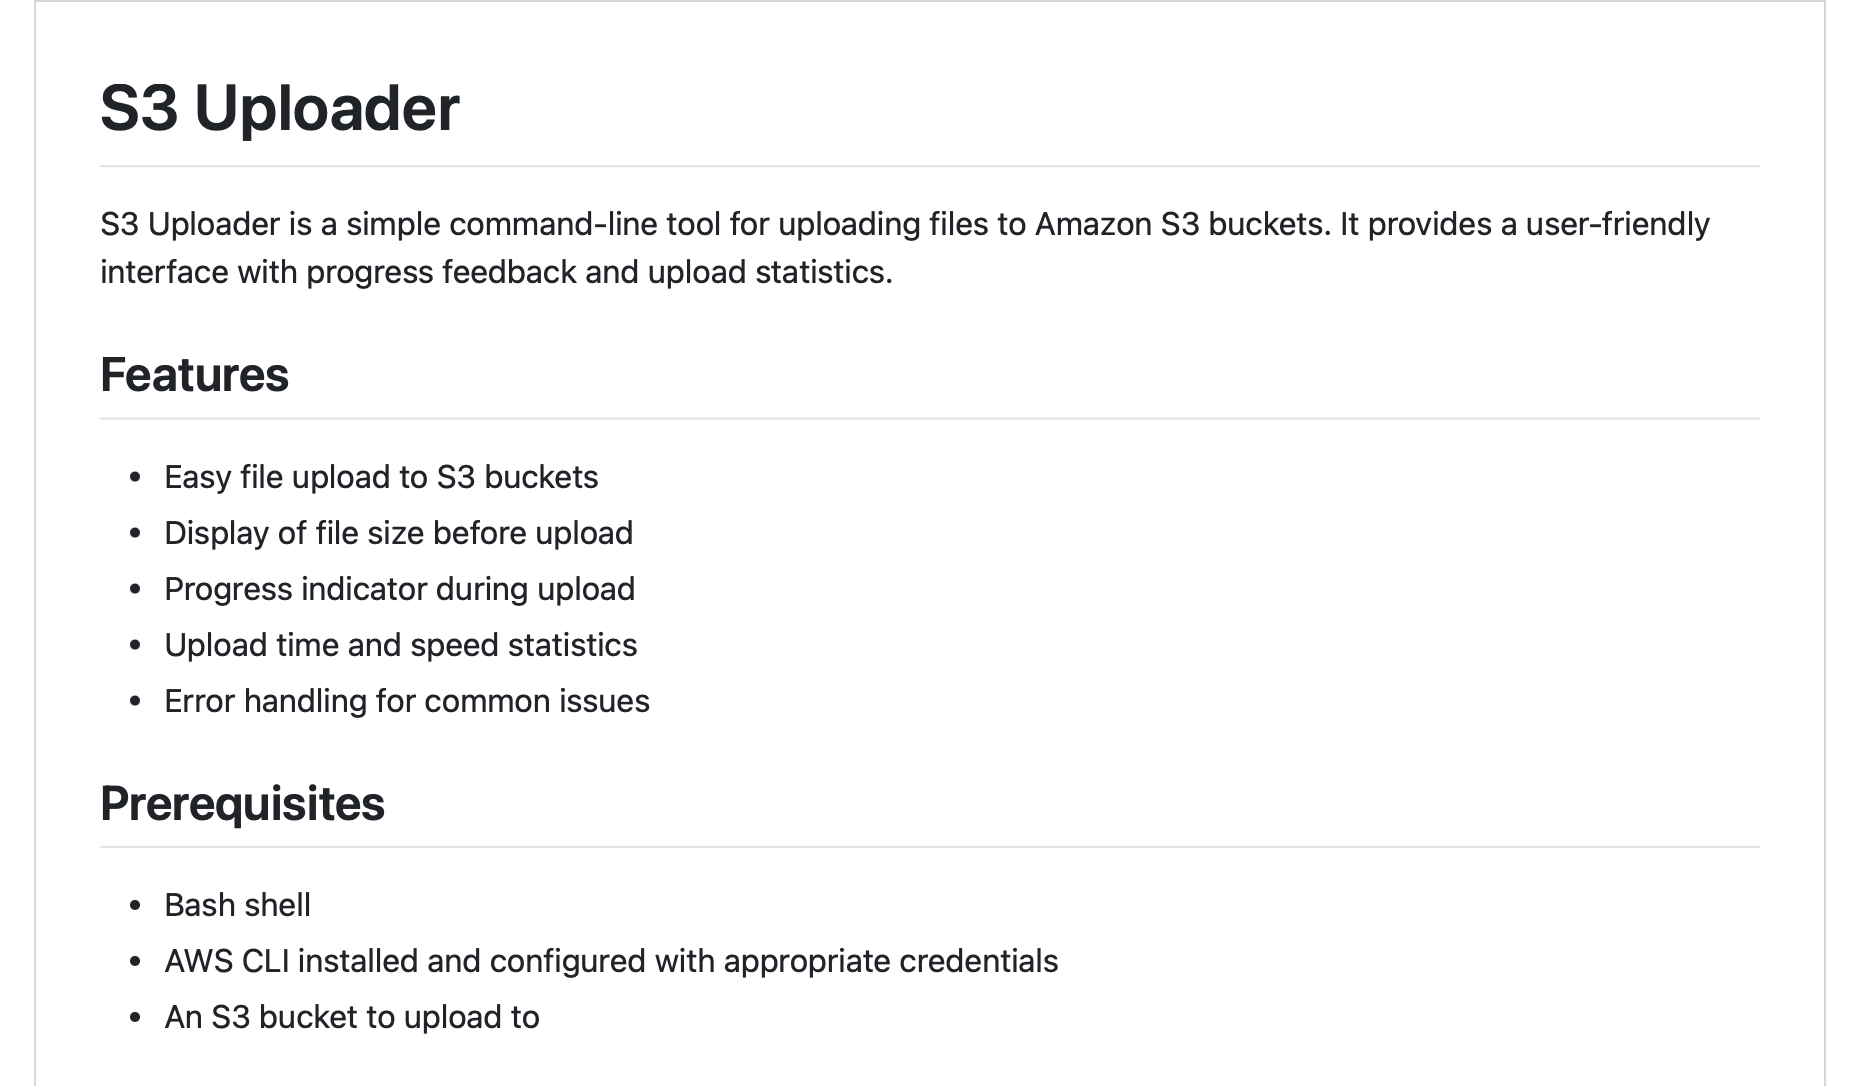 S3 Uploader
S3 Uploader is a simple command-line tool for uploading files to Amazon S3 buckets. It provides a user-friendly
interface with progress feedback and upload statistics.
Features
• Easy file upload to S3 buckets
• Display of file size before upload
• Progress indicator during upload
• Upload time and speed statistics
• Error handling for common issues
Prerequisites
• Bash shell
• AWS CLI installed and configured with appropriate credentials
• An S3 bucket to upload to